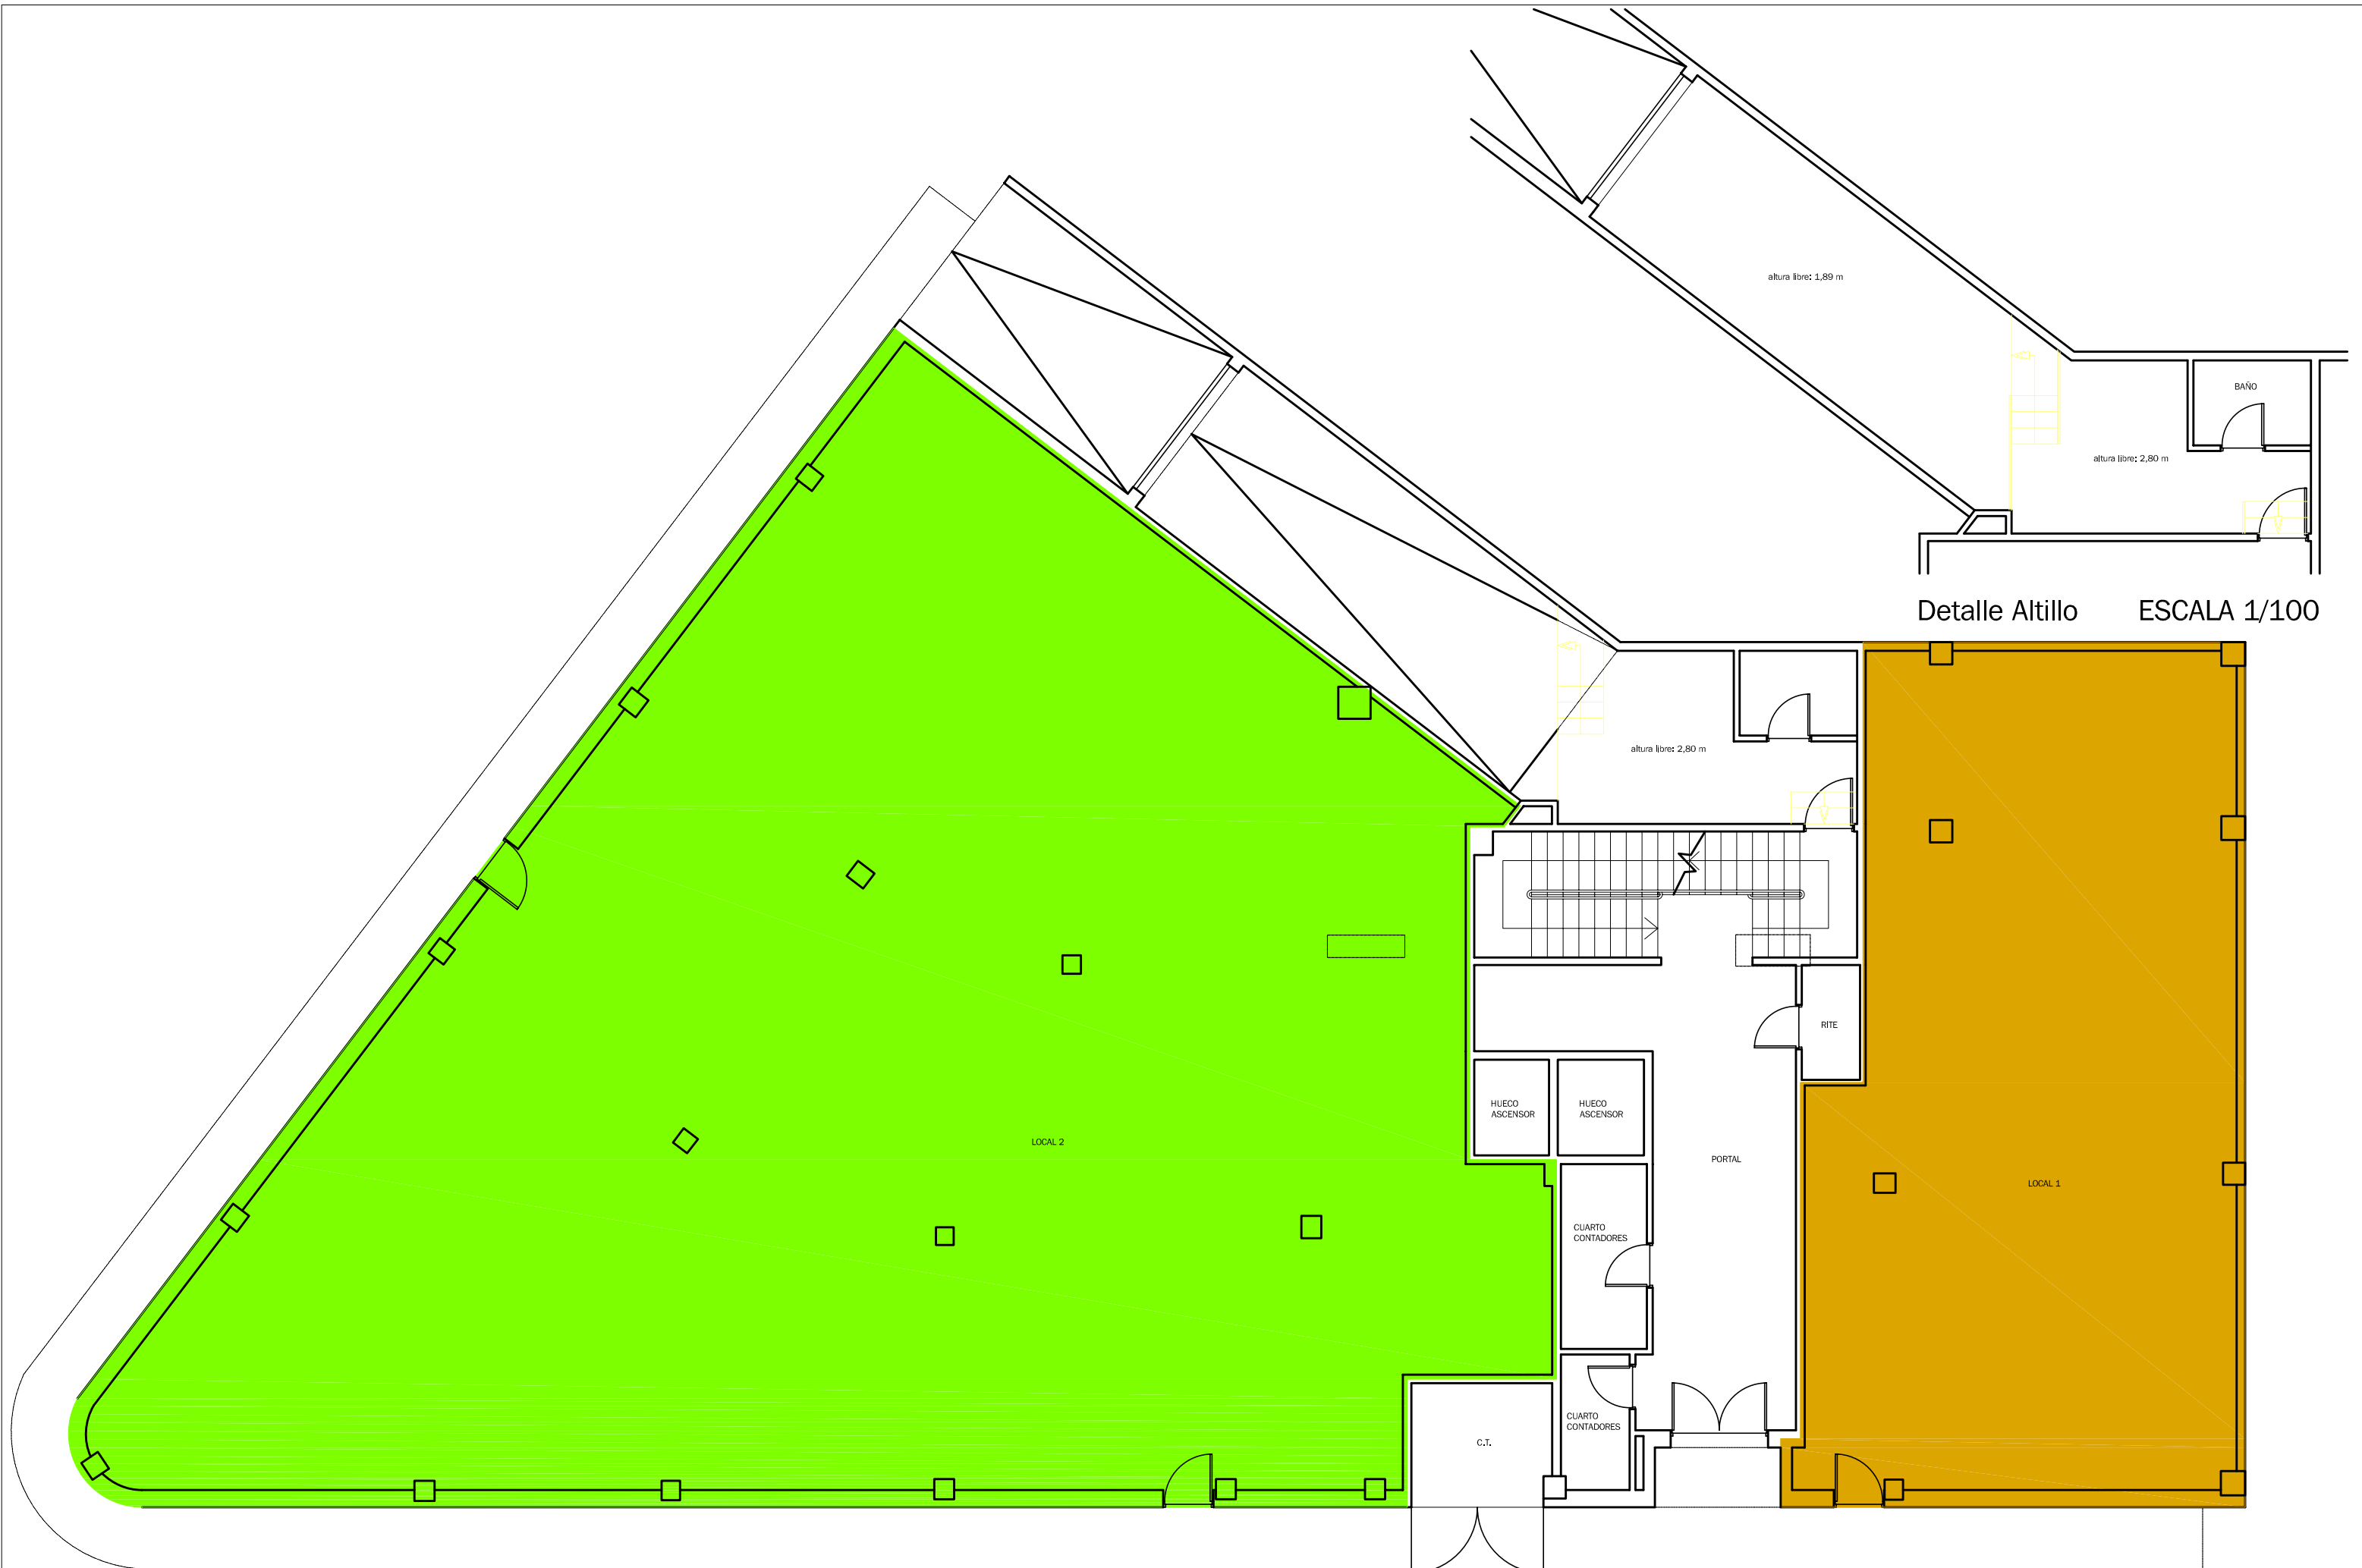 altura libre: 1,89 m
BAÑO
altura libre: 2,80 m
Detalle Altillo ESCALA 1/100
altura libre: 2,80 m
RITE
HUECO
ASCENSOR
HUECO
ASCENSOR
LOCAL 2
PORTAL
LOCAL 1
CUARTO
CONTADORES
CUARTO
CONTADORES
C.T.